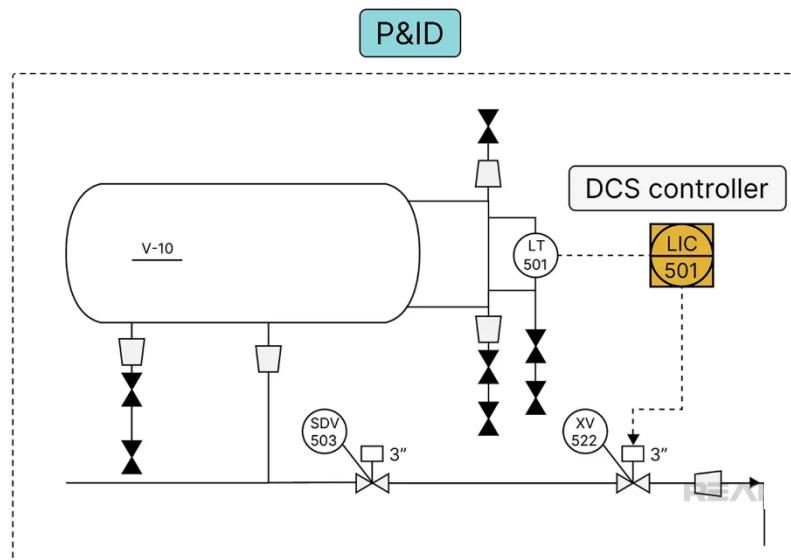 P&ID
DCS controller
V-10
LT
501
LIC
501
SDV
503
3”
XV
522
3”